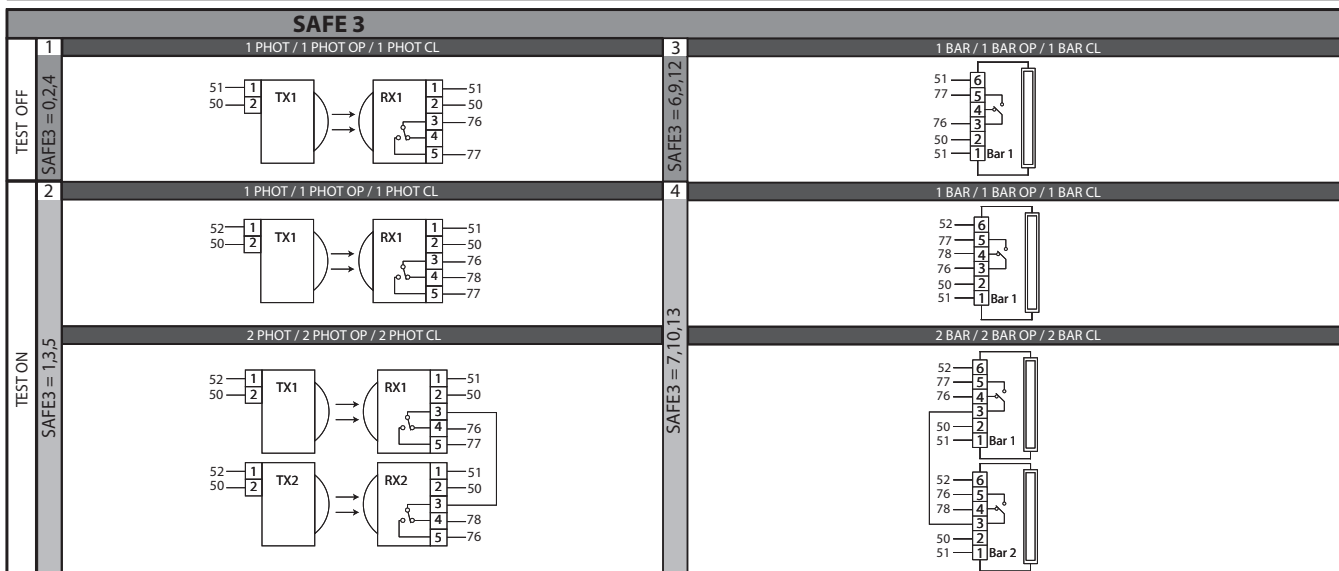 SAFE 3
TEST OFF
1
SAFE3 = 0,2,4
1 PHOT / 1 PHOT OP / 1 PHOT CL
51 1
50 2
TX1
RX1
1 51
2 50
3 76
4
5 77
3
SAFE3 = 6,9,12
1 BAR / 1 BAR OP / 1 BAR CL
51 6
77 5
4
76 3
50 2
51 1 Bar 1
TEST ON
2
SAFE3 = 1,3,5
1 PHOT / 1 PHOT OP / 1 PHOT CL
52 1
50 2
TX1
RX1
1 51
2 50
3 76
4 78
5 77
2 PHOT / 2 PHOT OP / 2 PHOT CL
52 1
50 2
TX1
RX1
1 51
2 50
3
4 76
5 77
52 1
50 2
TX2
RX2
1 51
2 50
3
4 78
5 76
4
SAFE3 = 7,10,13
1 BAR / 1 BAR OP / 1 BAR CL
52 6
77 5
78 4
76 3
50 2
51 1 Bar 1
2 BAR / 2 BAR OP / 2 BAR CL
52 6
77 5
76 4
3
50 2
51 1 Bar 1
52 6
76 5
78 4
3
50 2
51 1 Bar 2